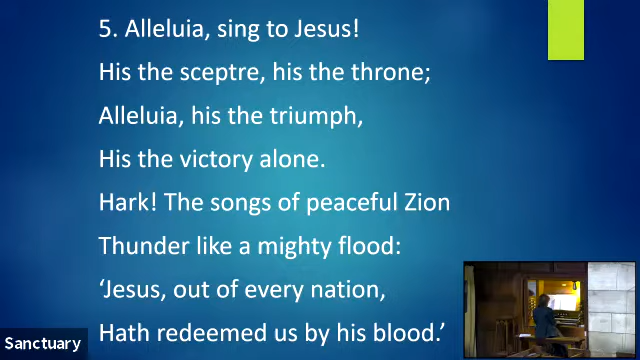 5. Alleluia, sing to Jesus!
His the sceptre, his the throne;
Alleluia, his the triumph,
His the victory alone.
Hark! The songs of peaceful Zion
Thunder like a mighty flood:
‘Jesus, out of every nation,
Hath redeemed us by his blood.’
Sanctuary